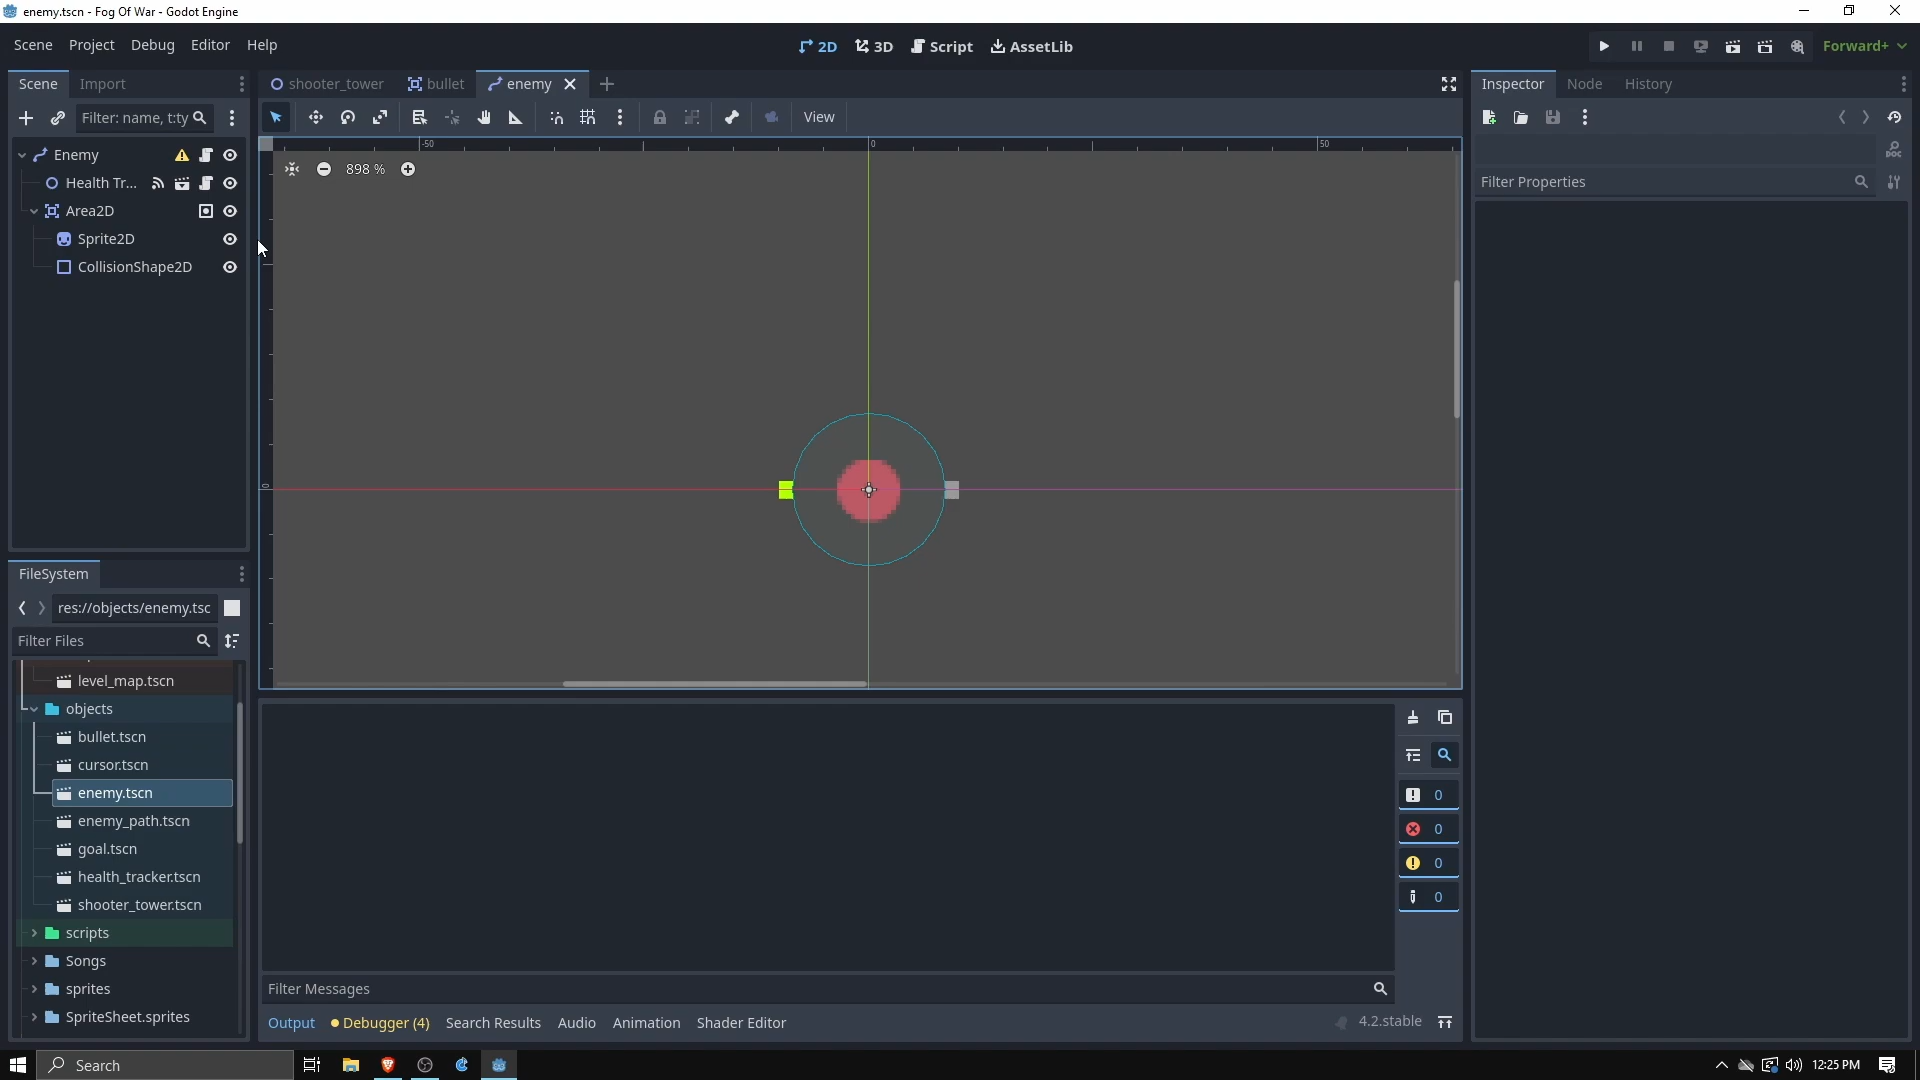 enemy.tscn - Fog Of War - Godot Engine
Scene Project Debug Editor Help
2D 3D Script AssetLib
Forward+
Scene Import
shooter_tower bullet enemy
Inspector Node History
Filter: name, t:ty
View
Enemy
Health Tr...
Area2D
Sprite2D
CollisionShape2D
-50 0 50
898 %
0
DOC
Filter Properties
FileSystem
res://objects/enemy.tsc
Filter Files
level_map.tscn
objects
bullet.tscn
cursor.tscn
enemy.tscn
enemy_path.tscn
goal.tscn
health_tracker.tscn
shooter_tower.tscn
scripts
Songs
sprites
SpriteSheet.sprites
0
0
0
0
Filter Messages
Output Debugger (4) Search Results Audio Animation Shader Editor
4.2.stable
Search
12:25 PM